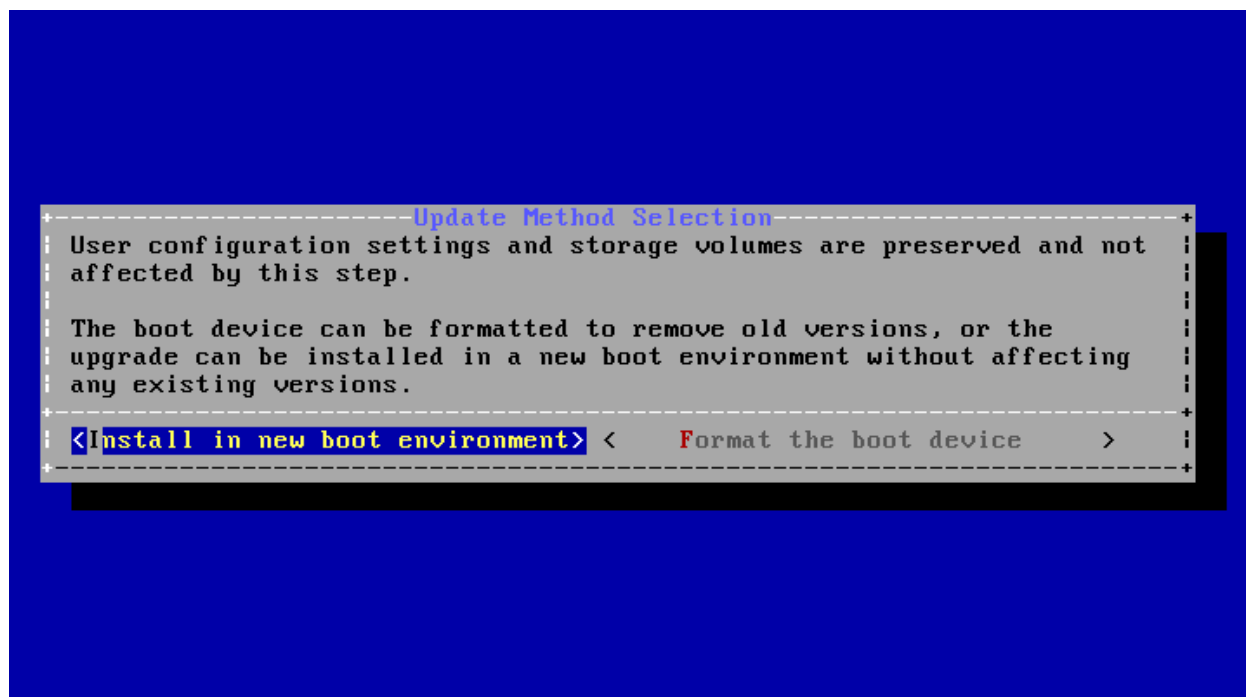 Update Method Selection
User configuration settings and storage volumes are preserved and not
affected by this step.
The boot device can be formatted to remove old versions, or the
upgrade can be installed in a new boot environment without affecting
any existing versions.
<Install in new boot environment> < Format the boot device >